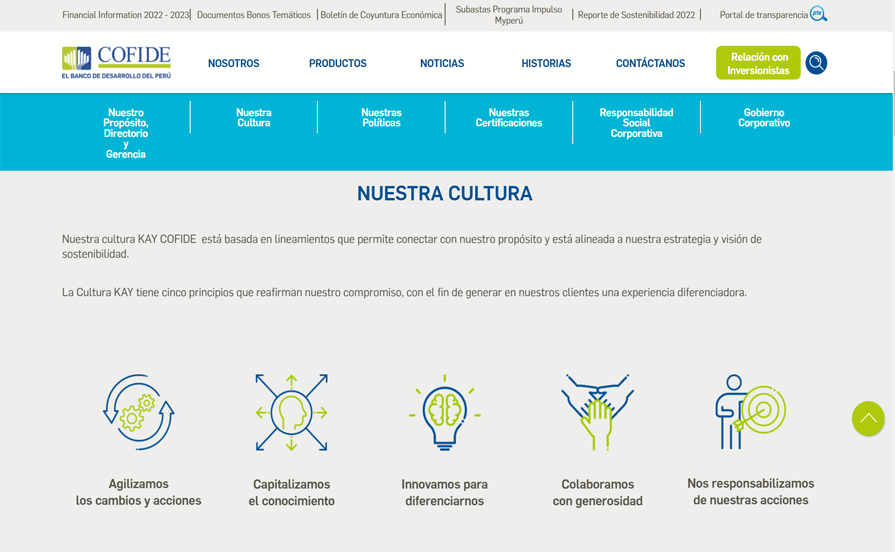 Financial Information 2022 - 2023
Documentos Bonos Temáticos
Boletín de Coyuntura Económica
Subastas Programa Impulso
Myperú
Reporte de Sostenibilidad 2022
Portal de transparencia
pte
COFIDE
EL BANCO DE DESARROLLO DEL PERÚ
NOSOTROS
PRODUCTOS
NOTICIAS
HISTORIAS
CONTÁCTANOS
Relación con
Inversionistas
Nuestro
Propósito,
Directorio
y
Gerencia
Nuestra
Cultura
Nuestras
Políticas
Nuestras
Certificaciones
Responsabilidad
Social
Corporativa
Gobierno
Corporativo
NUESTRA CULTURA
Nuestra cultura KAY COFIDE está basada en lineamientos que permite conectar con nuestro propósito y está alineada a nuestra estrategia y visión de
sostenibilidad.
La Cultura KAY tiene cinco principios que reafirman nuestro compromiso, con el fin de generar en nuestros clientes una experiencia diferenciadora.
Agilizamos
los cambios y acciones
Capitalizamos
el conocimiento
Innovamos para
diferenciarnos
Colaboramos
con generosidad
Nos responsabilizamos
de nuestras acciones